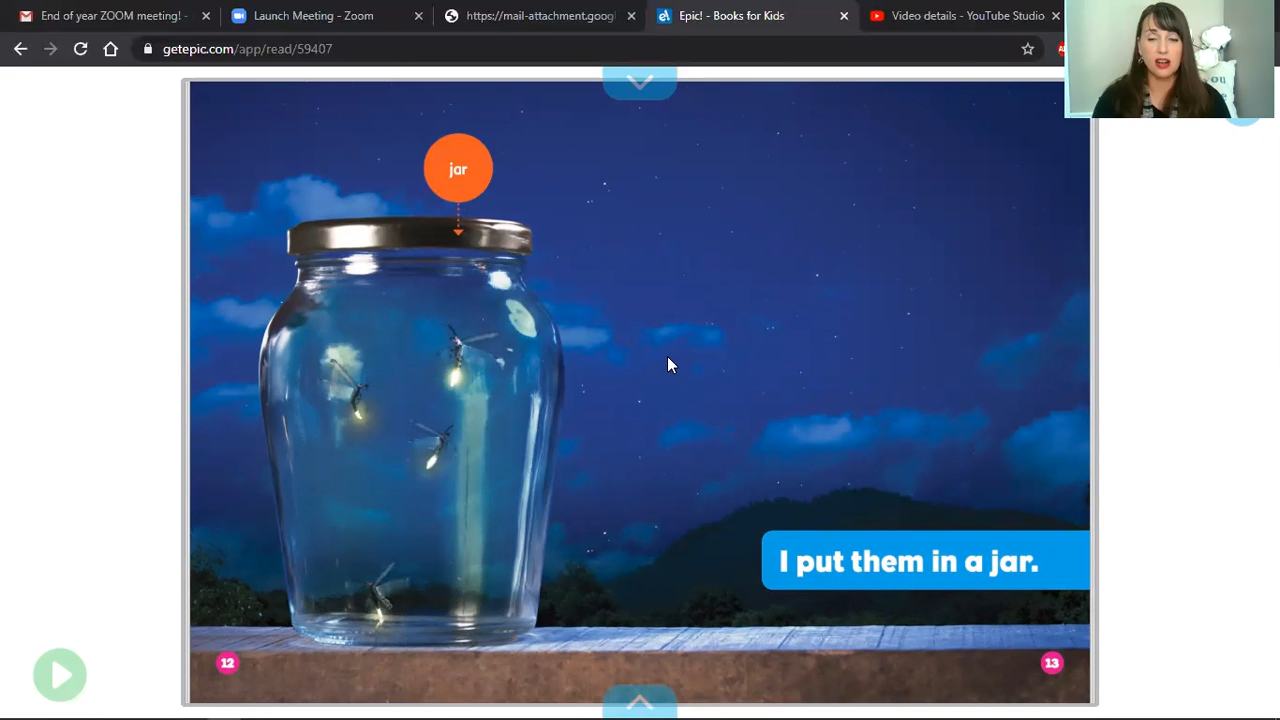 End of year ZOOM meeting! -
Launch Meeting - Zoom
https://mail-attachment.googl
Epic! - Books for Kids
Video details - YouTube Studio
getepic.com/app/read/59407
jar
I put them in a jar.
12
13